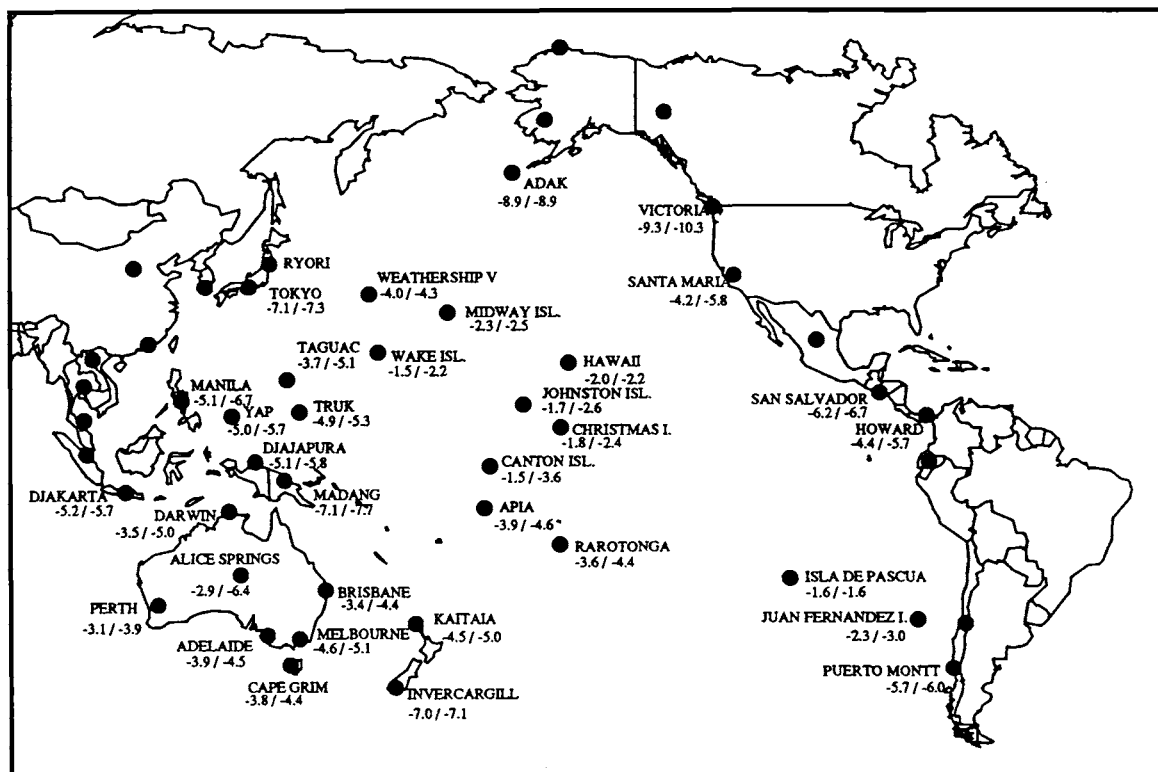 ADAK
-8.9 / -8.9
VICTORIA
-9.3 / -10.3
RYORI
TOKYO
-7.1 / -7.3
WEATHERSHIP V
-4.0 / -4.3
MIDWAY ISL.
-2.3 / -2.5
SANTA MARIA
-4.2 / -5.8
TAGUAC
-3.7 / -5.1
WAKE ISL.
-1.5 / -2.2
HAWAII
-2.0 / -2.2
MANILA
-5.1 / -6.7
YAP
-5.0 / -5.7
TRUK
-4.9 / -5.3
JOHNSTON ISL.
-1.7 / -2.6
CHRISTMAS I.
-1.8 / -2.4
SAN SALVADOR
-6.2 / -6.7
HOWARD
-4.4 / -5.7
DJAJAPURA
-5.1 / -5.8
CANTON ISL.
-1.5 / -3.6
DJAKARTA
-5.2 / -5.7
MADANG
-7.1 / -7.7
DARWIN
-3.5 / -5.0
APIA
-3.9 / -4.6
RAROTONGA
-3.6 / -4.4
ALICE SPRINGS
-2.9 / -6.4
BRISBANE
-3.4 / -4.4
ISLA DE PASCUA
-1.6 / -1.6
PERTH
-3.1 / -3.9
KAITAIA
-4.5 / -5.0
JUAN FERNANDEZ I.
-2.3 / -3.0
ADELAIDE
-3.9 / -4.5
MELBOURNE
-4.6 / -5.1
CAPE GRIM
-3.8 / -4.4
INVERCARGILL
-7.0 / -7.1
PUERTO MONTT
-5.7 / -6.0